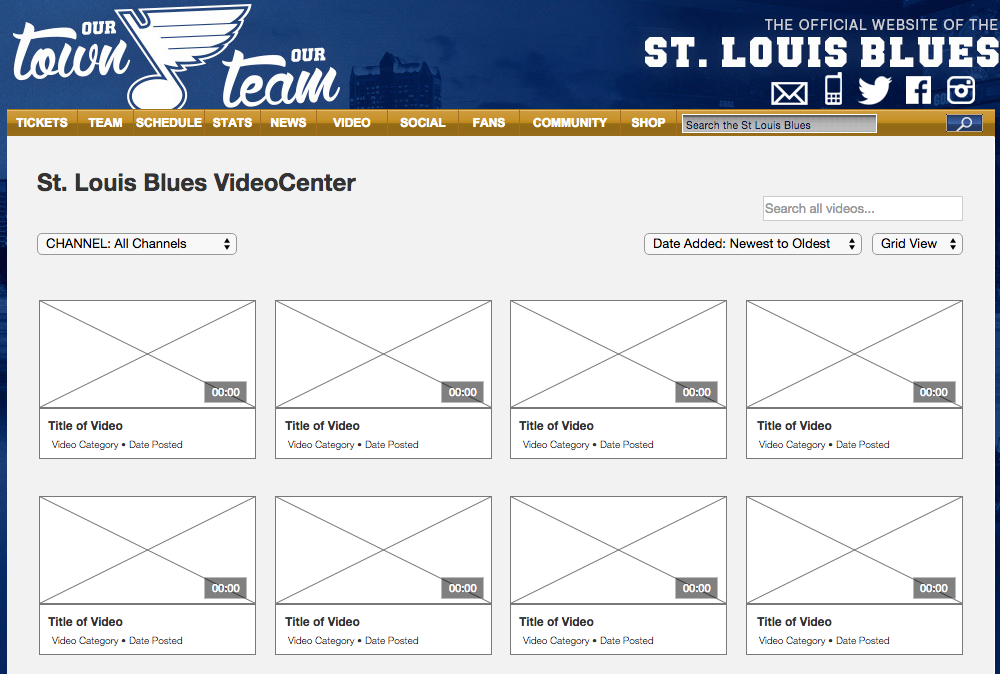 OUR
town
OUR
team
THE OFFICIAL WEBSITE OF THE
ST. LOUIS BLUES
TICKETS TEAM SCHEDULE STATS NEWS VIDEO SOCIAL FANS COMMUNITY SHOP Search the St Louis Blues
St. Louis Blues VideoCenter
Search all videos...
CHANNEL: All Channels Date Added: Newest to Oldest Grid View
00:00 00:00 00:00 00:00
Title of Video Title of Video Title of Video Title of Video
Video Category • Date Posted Video Category • Date Posted Video Category • Date Posted Video Category • Date Posted
00:00 00:00 00:00 00:00
Title of Video Title of Video Title of Video Title of Video
Video Category • Date Posted Video Category • Date Posted Video Category • Date Posted Video Category • Date Posted